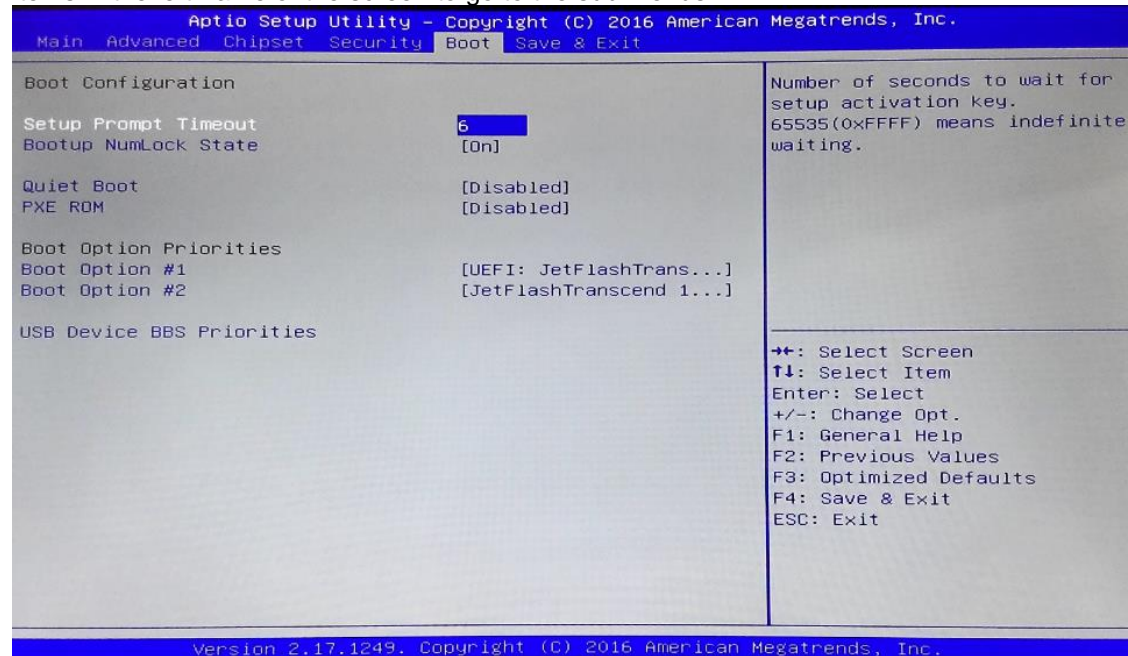 Aptio Setup Utility – Copyright (C) 2016 American Megatrends, Inc.
Main Advanced Chipset Security Boot Save & Exit
Boot Configuration
Setup Prompt Timeout 6
Bootup NumLock State [On]
Quiet Boot [Disabled]
PXE ROM [Disabled]
Boot Option Priorities
Boot Option #1 [UEFI: JetFlashTrans...]
Boot Option #2 [JetFlashTranscend 1...]
USB Device BBS Priorities
Number of seconds to wait for
setup activation key.
65535(0xFFFF) means indefinite
waiting.
→←: Select Screen
↑↓: Select Item
Enter: Select
+/-: Change Opt.
F1: General Help
F2: Previous Values
F3: Optimized Defaults
F4: Save & Exit
ESC: Exit
Version 2.17.1249. Copyright (C) 2016 American Megatrends, Inc.